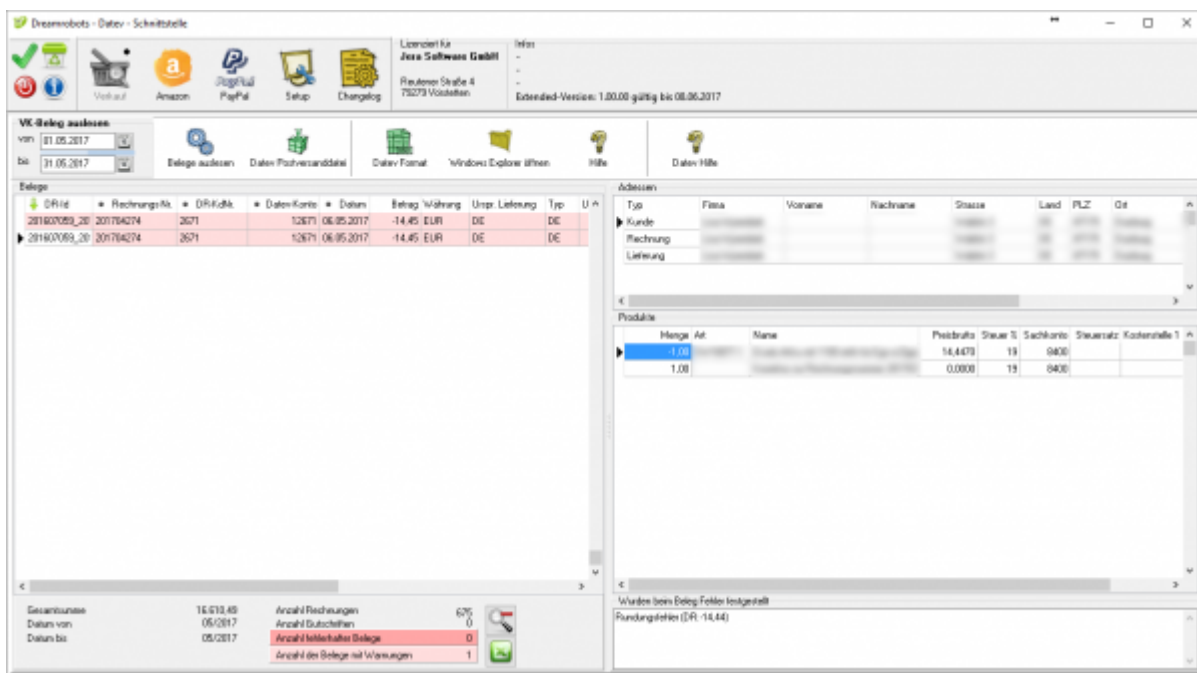 Dreamrobots - Datev - Schnittstelle
Lizenziert für
Jera Software GmbH
Reutener Straße 4
79279 Vörstetten
Infos
-
-
-
Extended-Version: 1.00.00 gültig bis 08.06.2017
Verkauf
Amazon
PayPal
PayPal
Setup
Changelog
VK-Beleg auslesen
von 01.05.2017
bis 31.05.2017
Belege auslesen
Datev Postversanddatei
Datev Format
Windows Explorer öffnen
Hilfe
Datev Hilfe
Belege
DR-Id Rechnungs-Nr. DR-KdNr. Datev-Konto Datum Betrag Währung Urspr. Lieferung Typ U
201607059_20 201704274 2671 12671 06.05.2017 -14,45 EUR DE DE
201607059_20 201704274 2671 12671 06.05.2017 -14,45 EUR DE DE
Adressen
Typ Firma Vorname Nachname Strasse Land PLZ Ort
Kunde
Rechnung
Lieferung
Produkte
Menge Art Name Preisbrutto Steuer % Sachkonto Steuersatz Kostenstelle 1
-1,00 14,4470 19 8400
1,00 0,0000 19 8400
Gesamtsumme 16.610,49
Datum von 05/2017
Datum bis 05/2017
Anzahl Rechnungen 675
Anzahl Gutschriften 0
Anzahl fehlerhafter Belege 0
Anzahl der Belege mit Warnungen 1
Wurden beim Beleg Fehler festgestellt
Rundungsfehler (DR: -14,44)